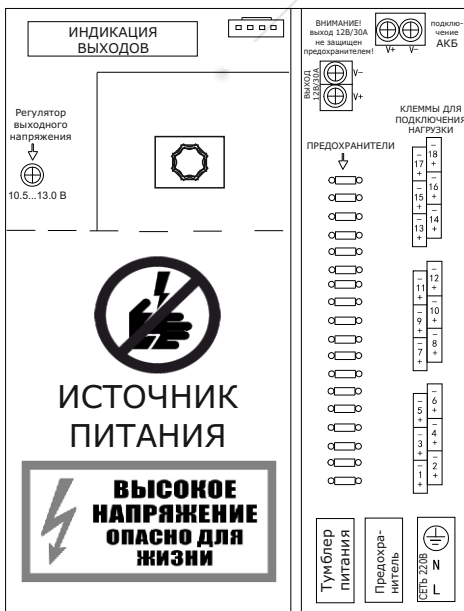 ИНДИКАЦИЯ
ВЫХОДОВ
Регулятор
выходного
напряжения
10.5...13.0 В
ИСТОЧНИК
ПИТАНИЯ
ВЫСОКОЕ
НАПРЯЖЕНИЕ
ОПАСНО ДЛЯ
ЖИЗНИ
ВНИМАНИЕ!
выход 12В/30А
не защищен
предохранителем!
V+ V−
подклю-
чение
АКБ
ВЫХОД
12В/30А
V−
V+
ПРЕДОХРАНИТЕЛИ
КЛЕММЫ ДЛЯ
ПОДКЛЮЧЕНИЯ
НАГРУЗКИ
− 18 +
− 17 +
− 16 +
− 15 +
− 14 +
− 13 +
− 12 +
− 11 +
− 10 +
− 9 +
− 8 +
− 7 +
− 6 +
− 5 +
− 4 +
− 3 +
− 2 +
− 1 +
Тумблер
питания
Предохра-
нитель
СЕТЬ 220В
N
L